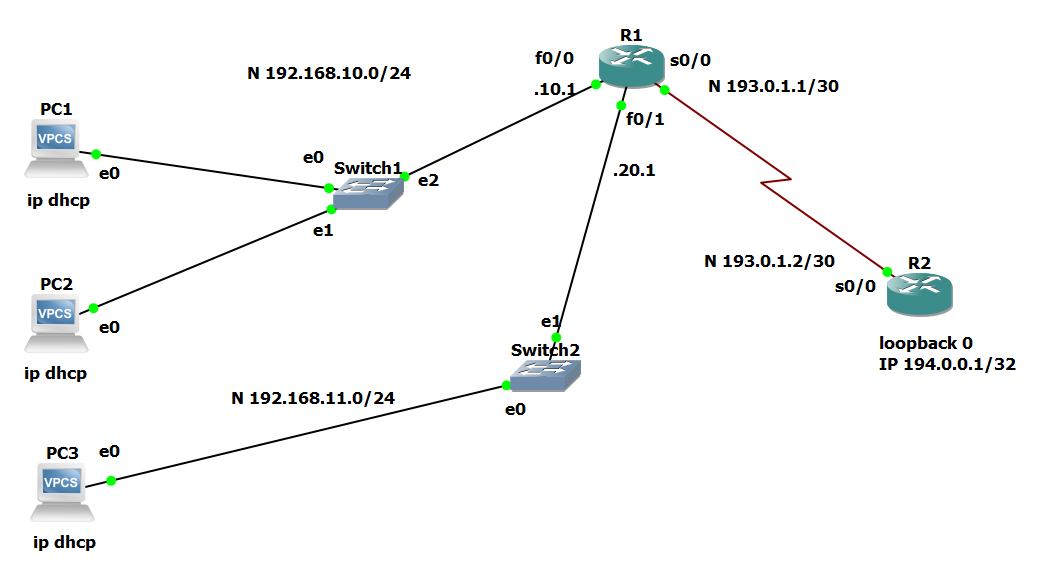 R1
f0/0
s0/0
N 192.168.10.0/24
N 193.0.1.1/30
.10.1
PC1
VPCS
f0/1
e0
e0
Switch1
.20.1
e2
ip dhcp
e1
N 193.0.1.2/30
R2
s0/0
PC2
VPCS
e0
e1
loopback 0
Switch2
IP 194.0.0.1/32
ip dhcp
N 192.168.11.0/24
e0
PC3
e0
VPCS
ip dhcp